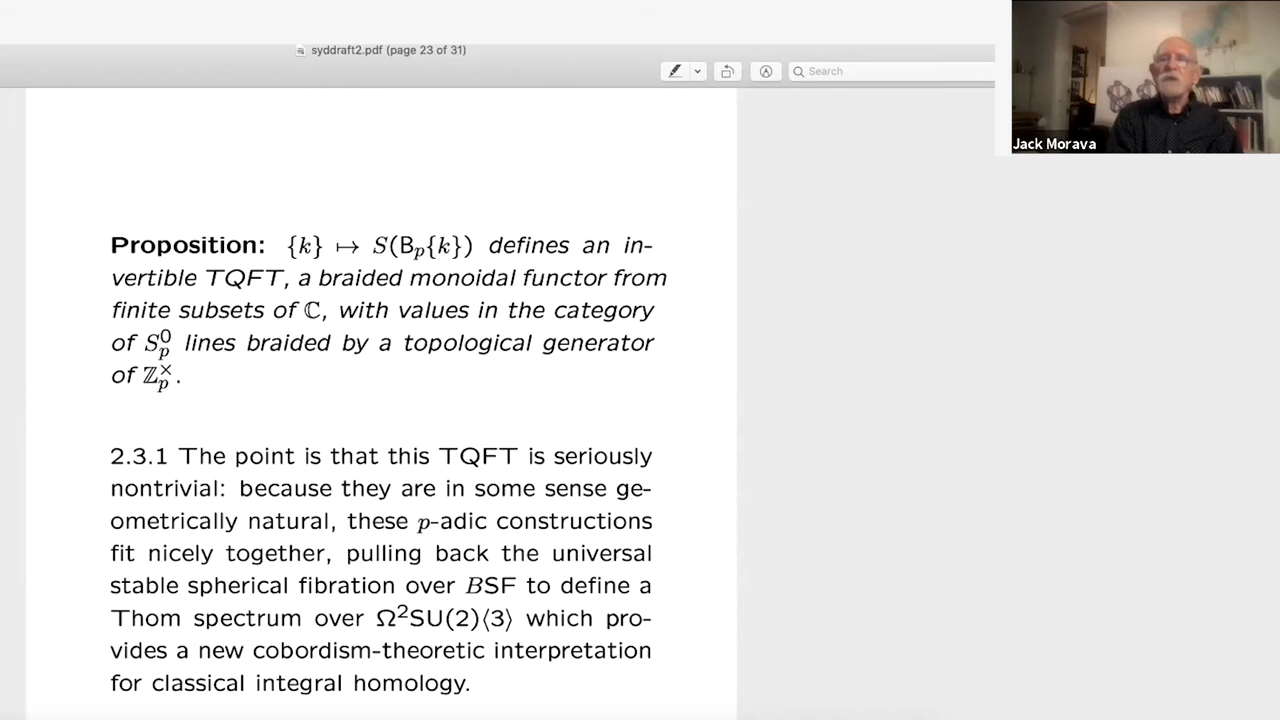 syddraft2.pdf (page 23 of 31)
Search
Jack Morava
Proposition: {k} ↦ S(B_p{k}) defines an in-
vertible TQFT, a braided monoidal functor from
finite subsets of ℂ, with values in the category
of S_p^0 lines braided by a topological generator
of ℤ_p^×.
2.3.1 The point is that this TQFT is seriously
nontrivial: because they are in some sense ge-
ometrically natural, these p-adic constructions
fit nicely together, pulling back the universal
stable spherical fibration over BSF to define a
Thom spectrum over Ω²SU(2)⟨3⟩ which pro-
vides a new cobordism-theoretic interpretation
for classical integral homology.